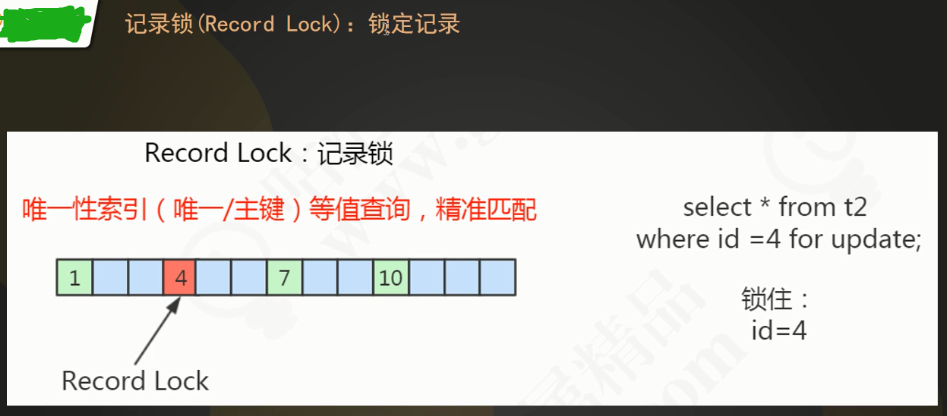 记录锁(Record Lock): 锁定记录
Record Lock：记录锁
唯一性索引（唯一/主键）等值查询，精准匹配
select * from t2
where id =4 for update;
1 4 7 10
锁住：
id=4
Record Lock